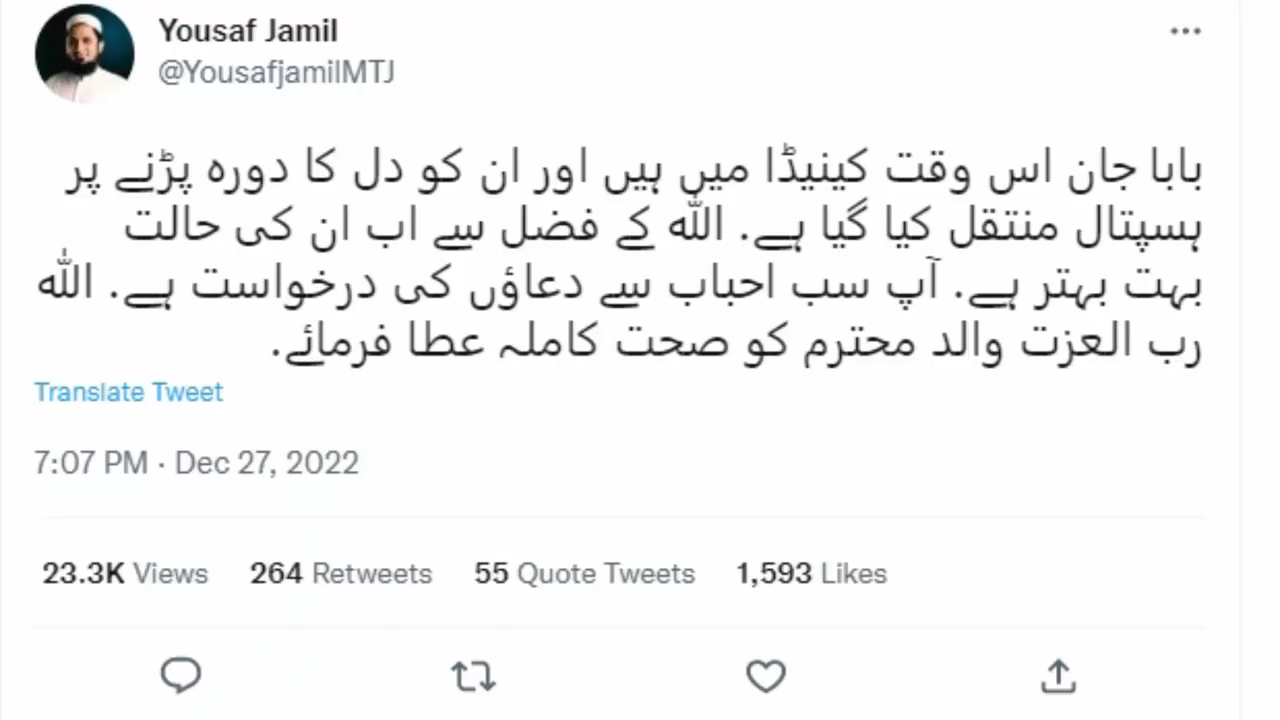 Yousaf Jamil
@YousafjamilMTJ
بابا جان اس وقت کینیڈا میں ہیں اور ان کو دل کا دورہ پڑنے پر
ہسپتال منتقل کیا گیا ہے. اللّٰہ کے فضل سے اب ان کی حالت
بہت بہتر ہے. آپ سب احباب سے دعاؤں کی درخواست ہے. اللّٰہ
رب العزت والد محترم کو صحت کاملہ عطا فرمائے.
Translate Tweet
7:07 PM · Dec 27, 2022
23.3K Views 264 Retweets 55 Quote Tweets 1,593 Likes